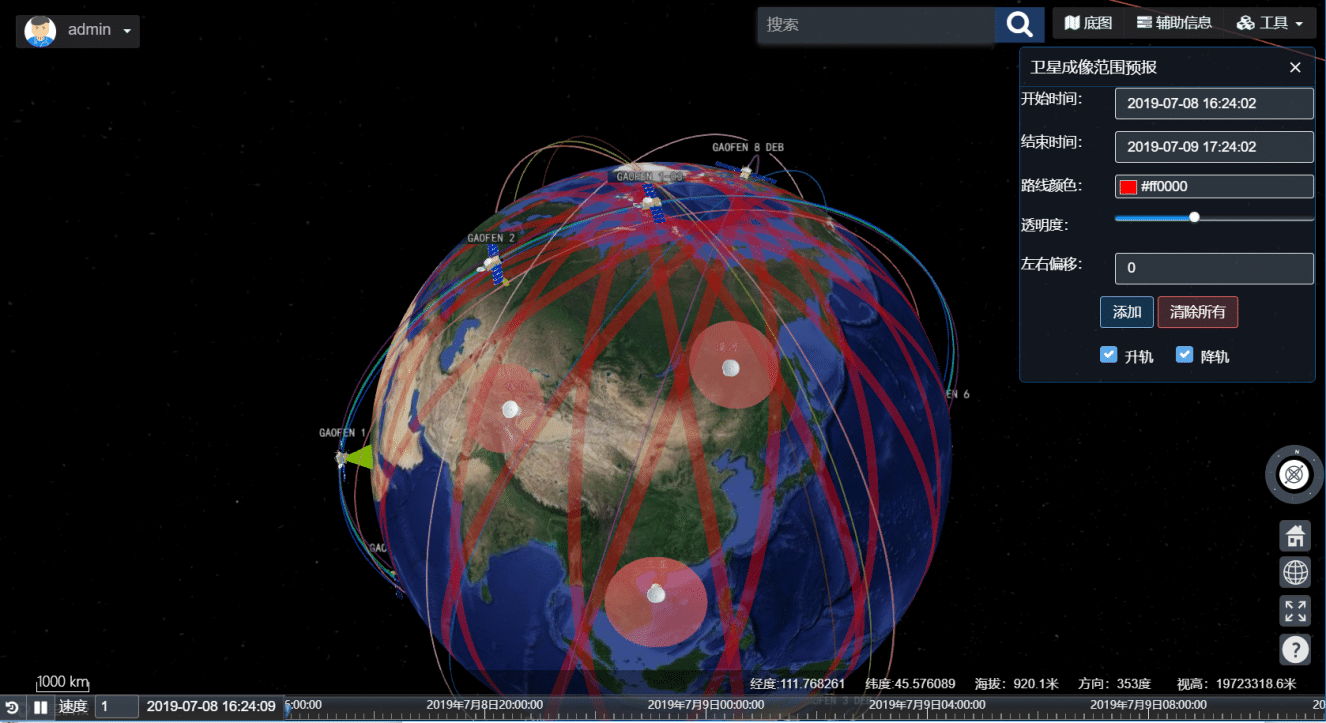 admin
搜索
底图
辅助信息
工具
卫星成像范围预报
开始时间:
2019-07-08 16:24:02
结束时间:
2019-07-09 17:24:02
路线颜色:
#ff0000
透明度:
左右偏移:
0
添加
清除所有
升轨
降轨
GAOFEN 8 DEB
GAOFEN 2
GAOFEN 1
EN 6
GAO
N
?
1000 km
经度:111.768261 纬度:45.576089 海拔: 920.1米 方向: 353度 视高: 19723318.6米
速度
1
2019-07-08 16:24:09
5:00:00
2019年7月8日20:00:00
2019年7月9日00:00:00
2019年7月9日04:00:00
2019年7月9日08:00:00
20